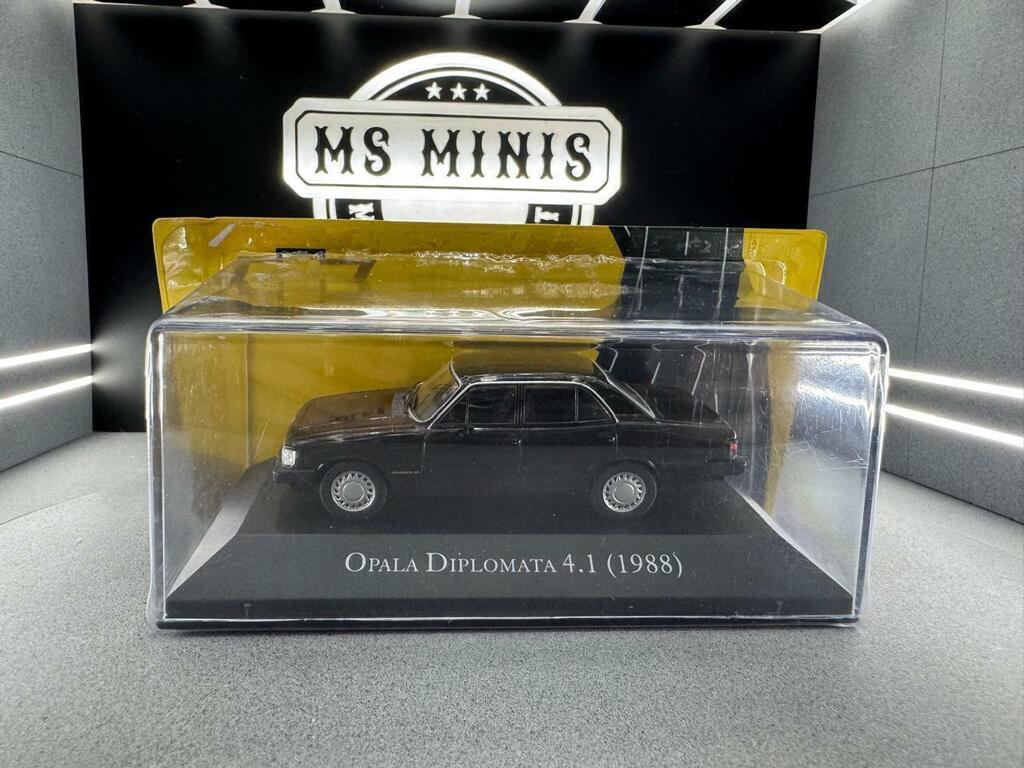 MS MINIS
OPALA DIPLOMATA 4.1 (1988)